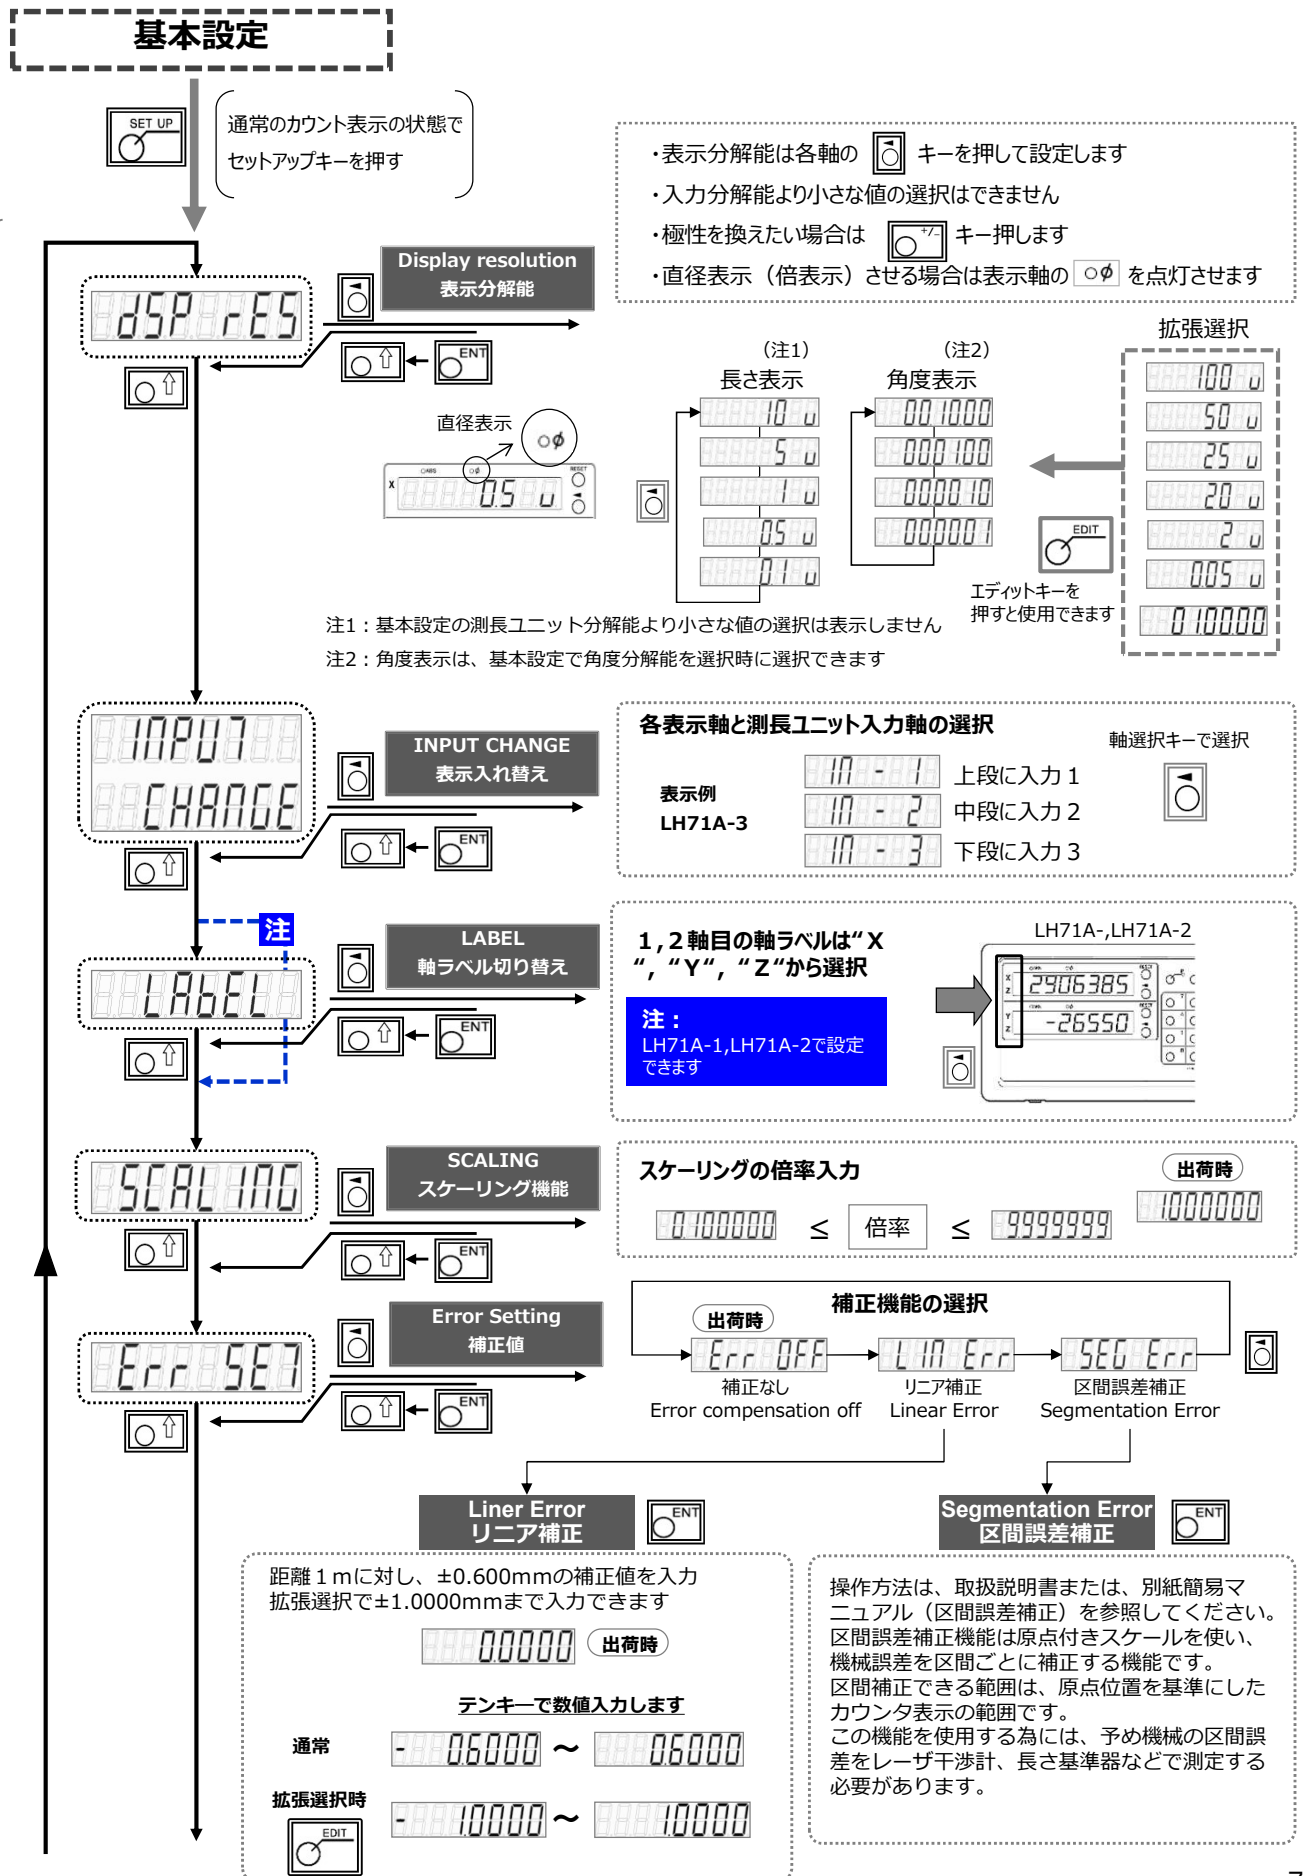 基本設定
SET UP
通常のカウント表示の状態で
セットアップキーを押す
・表示分解能は各軸の キーを押して設定します
・入力分解能より小さな値の選択はできません
・極性を換えたい場合は +/- キー押します
・直径表示（倍表示）させる場合は表示軸の ○φ を点灯させます
dSP rES
Display resolution
表示分解能
ENT
直径表示
○φ
○ABS ○φ RESET
X 0.5 u
（注1）
長さ表示
10 u
5 u
1 u
0.5 u
0.1 u
（注2）
角度表示
00.10.00
00.01.00
00.00.10
00.00.01
拡張選択
100 u
50 u
25 u
20 u
2 u
0.05 u
01.00.00
EDIT
エディットキーを
押すと使用できます
注1：基本設定の測長ユニット分解能より小さな値の選択は表示しません
注2：角度表示は、基本設定で角度分解能を選択時に選択できます
INPUT
CHANGE
INPUT CHANGE
表示入れ替え
ENT
各表示軸と測長ユニット入力軸の選択
軸選択キーで選択
表示例
LH71A-3
IN - 1 上段に入力 1
IN - 2 中段に入力 2
IN - 3 下段に入力 3
注
LAbEL
LABEL
軸ラベル切り替え
ENT
1,2 軸目の軸ラベルは“ X
“, “ Y“, “ Z “から選択
注：
LH71A-1,LH71A-2で設定
できます
LH71A-,LH71A-2
X
Z
2906385
Y
Z
-26550
SCALING
SCALING
スケーリング機能
ENT
スケーリングの倍率入力
出荷時
0.100000 ≤ 倍率 ≤ 9.999999
1.000000
Err SET
Error Setting
補正値
ENT
補正機能の選択
出荷時
Err OFF
LIN Err
SEG Err
補正なし
リニア補正
区間誤差補正
Error compensation off
Linear Error
Segmentation Error
Liner Error
リニア補正
ENT
距離１ｍに対し、±0.600mmの補正値を入力
拡張選択で±1.0000mmまで入力できます
0.0000 出荷時
テンキーで数値入力します
通常
- 0.6000 ～ 0.6000
拡張選択時
EDIT
- 1.0000 ～ 1.0000
Segmentation Error
区間誤差補正
ENT
操作方法は、取扱説明書または、別紙簡易マ
ニュアル（区間誤差補正）を参照してください。
区間誤差補正機能は原点付きスケールを使い、
機械誤差を区間ごとに補正する機能です。
区間補正できる範囲は、原点位置を基準にした
カウンタ表示の範囲です。
この機能を使用する為には、予め機械の区間誤
差をレーザ干渉計、長さ基準器などで測定する
必要があります。